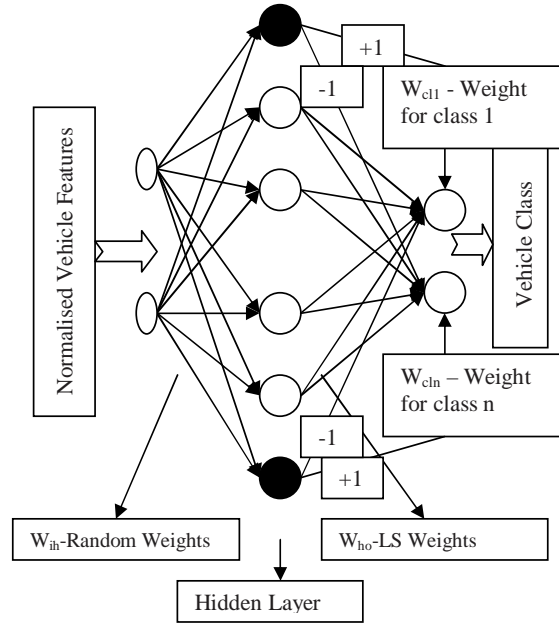 +1
-1
W_cl1 - Weight
for class 1
Normalised Vehicle Features
Vehicle Class
W_cln – Weight
for class n
-1
+1
W_ih-Random Weights
W_ho-LS Weights
Hidden Layer